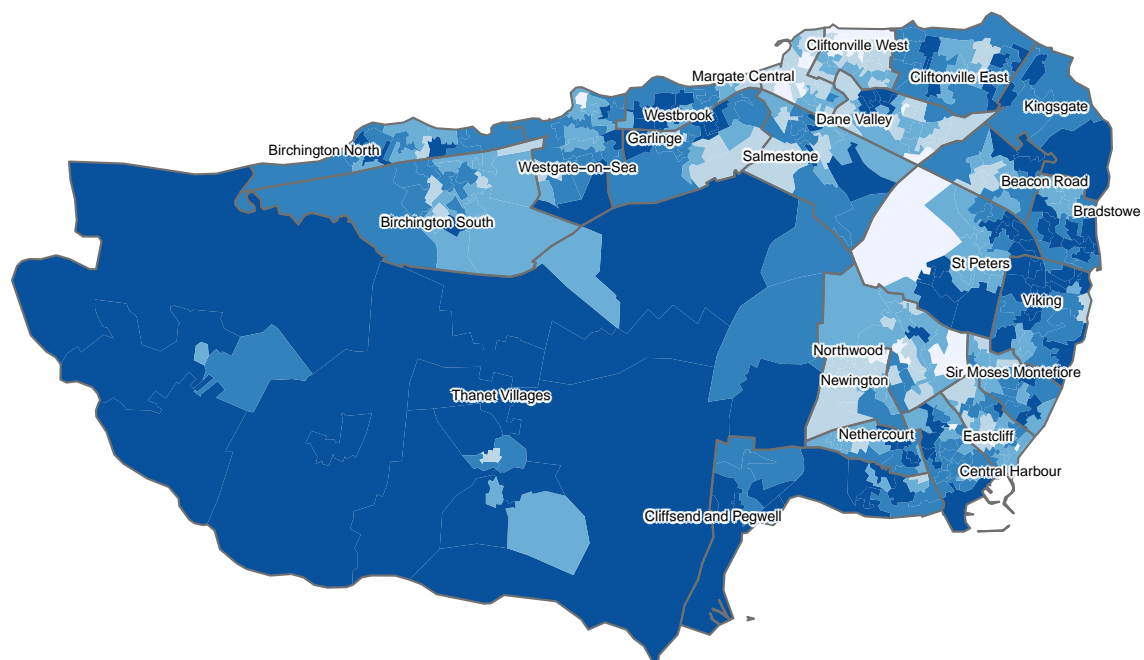 Cliftonville West
Margate Central
Cliftonville East
Kingsgate
Westbrook
Dane Valley
Garlinge
Birchington North
Salmestone
Westgate–on–Sea
Beacon Road
Bradstowe
Birchington South
St Peters
Viking
Northwood
Sir Moses Montefiore
Newington
Thanet Villages
Nethercourt
Eastcliff
Central Harbour
Cliffsend and Pegwell